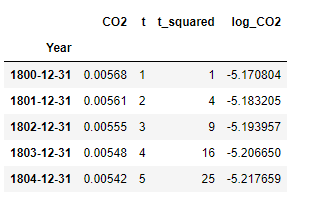 CO2 t t_squared log_CO2
Year
1800-12-31 0.00568 1 1 -5.170804
1801-12-31 0.00561 2 4 -5.183205
1802-12-31 0.00555 3 9 -5.193957
1803-12-31 0.00548 4 16 -5.206650
1804-12-31 0.00542 5 25 -5.217659